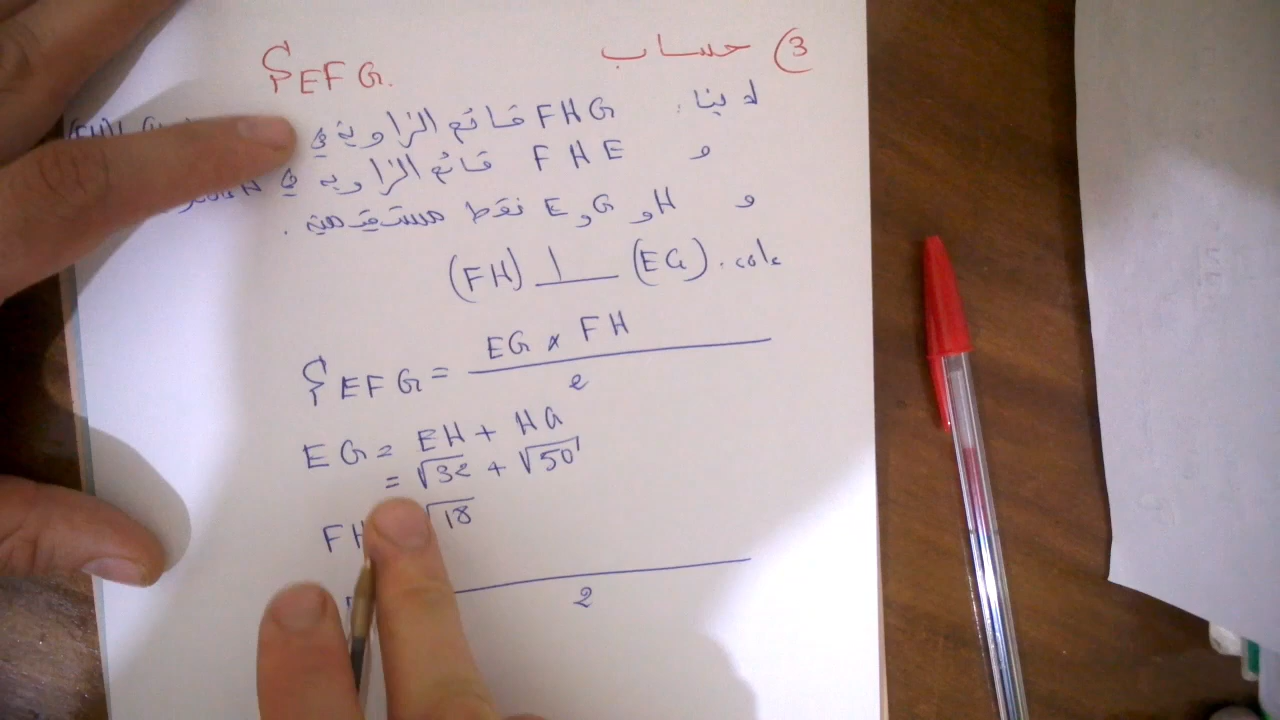 3) حساب S EFG.
لدينا: FHG قائم الزاوية في
و FHE قائم الزاوية في H
و H و G و E نقط مستقيمية.
(FH) ⊥ (EG).
S EFG = EG × FH / 2
EG = EH + HG
= √32 + √50
FH √18
2